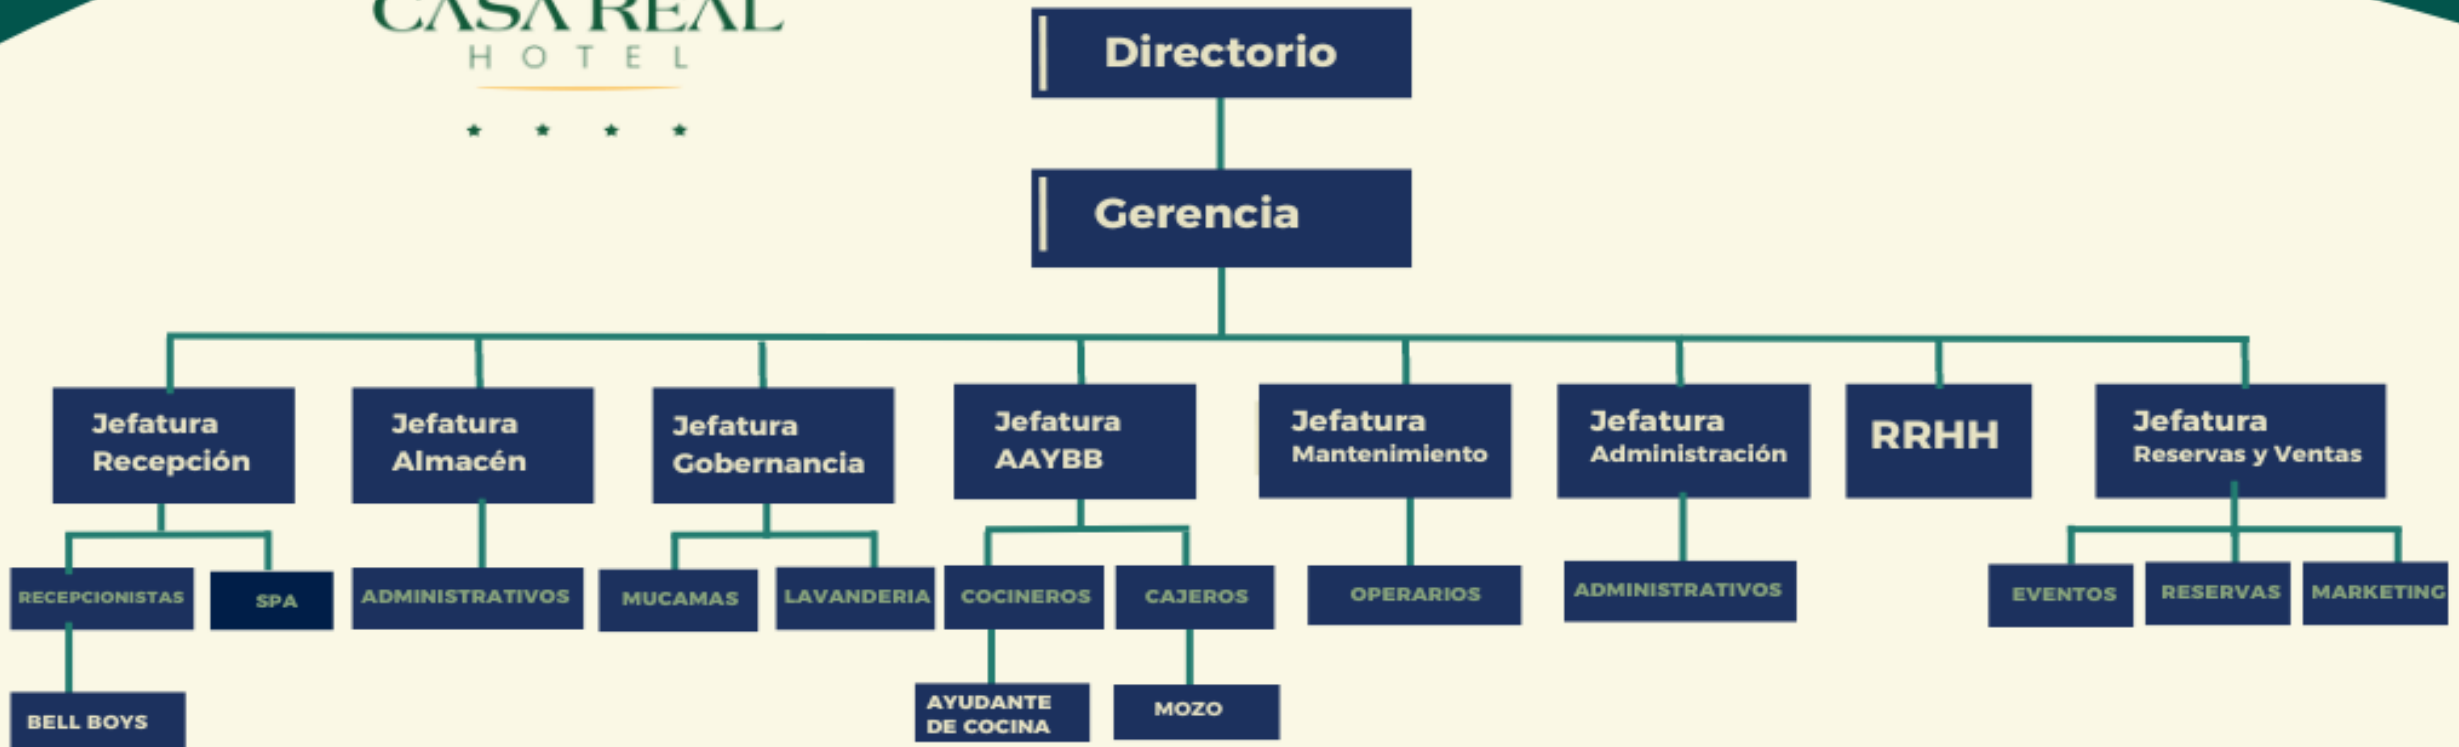 CASA REAL
HOTEL
Directorio
Gerencia
Jefatura
Recepción
Jefatura
Almacén
Jefatura
Gobernancia
Jefatura
AAYBB
Jefatura
Mantenimiento
Jefatura
Administración
RRHH
Jefatura
Reservas y Ventas
RECEPCIONISTAS
SPA
ADMINISTRATIVOS
MUCAMAS
LAVANDERIA
COCINEROS
CAJEROS
OPERARIOS
ADMINISTRATIVOS
EVENTOS
RESERVAS
MARKETING
BELL BOYS
AYUDANTE
DE COCINA
MOZO